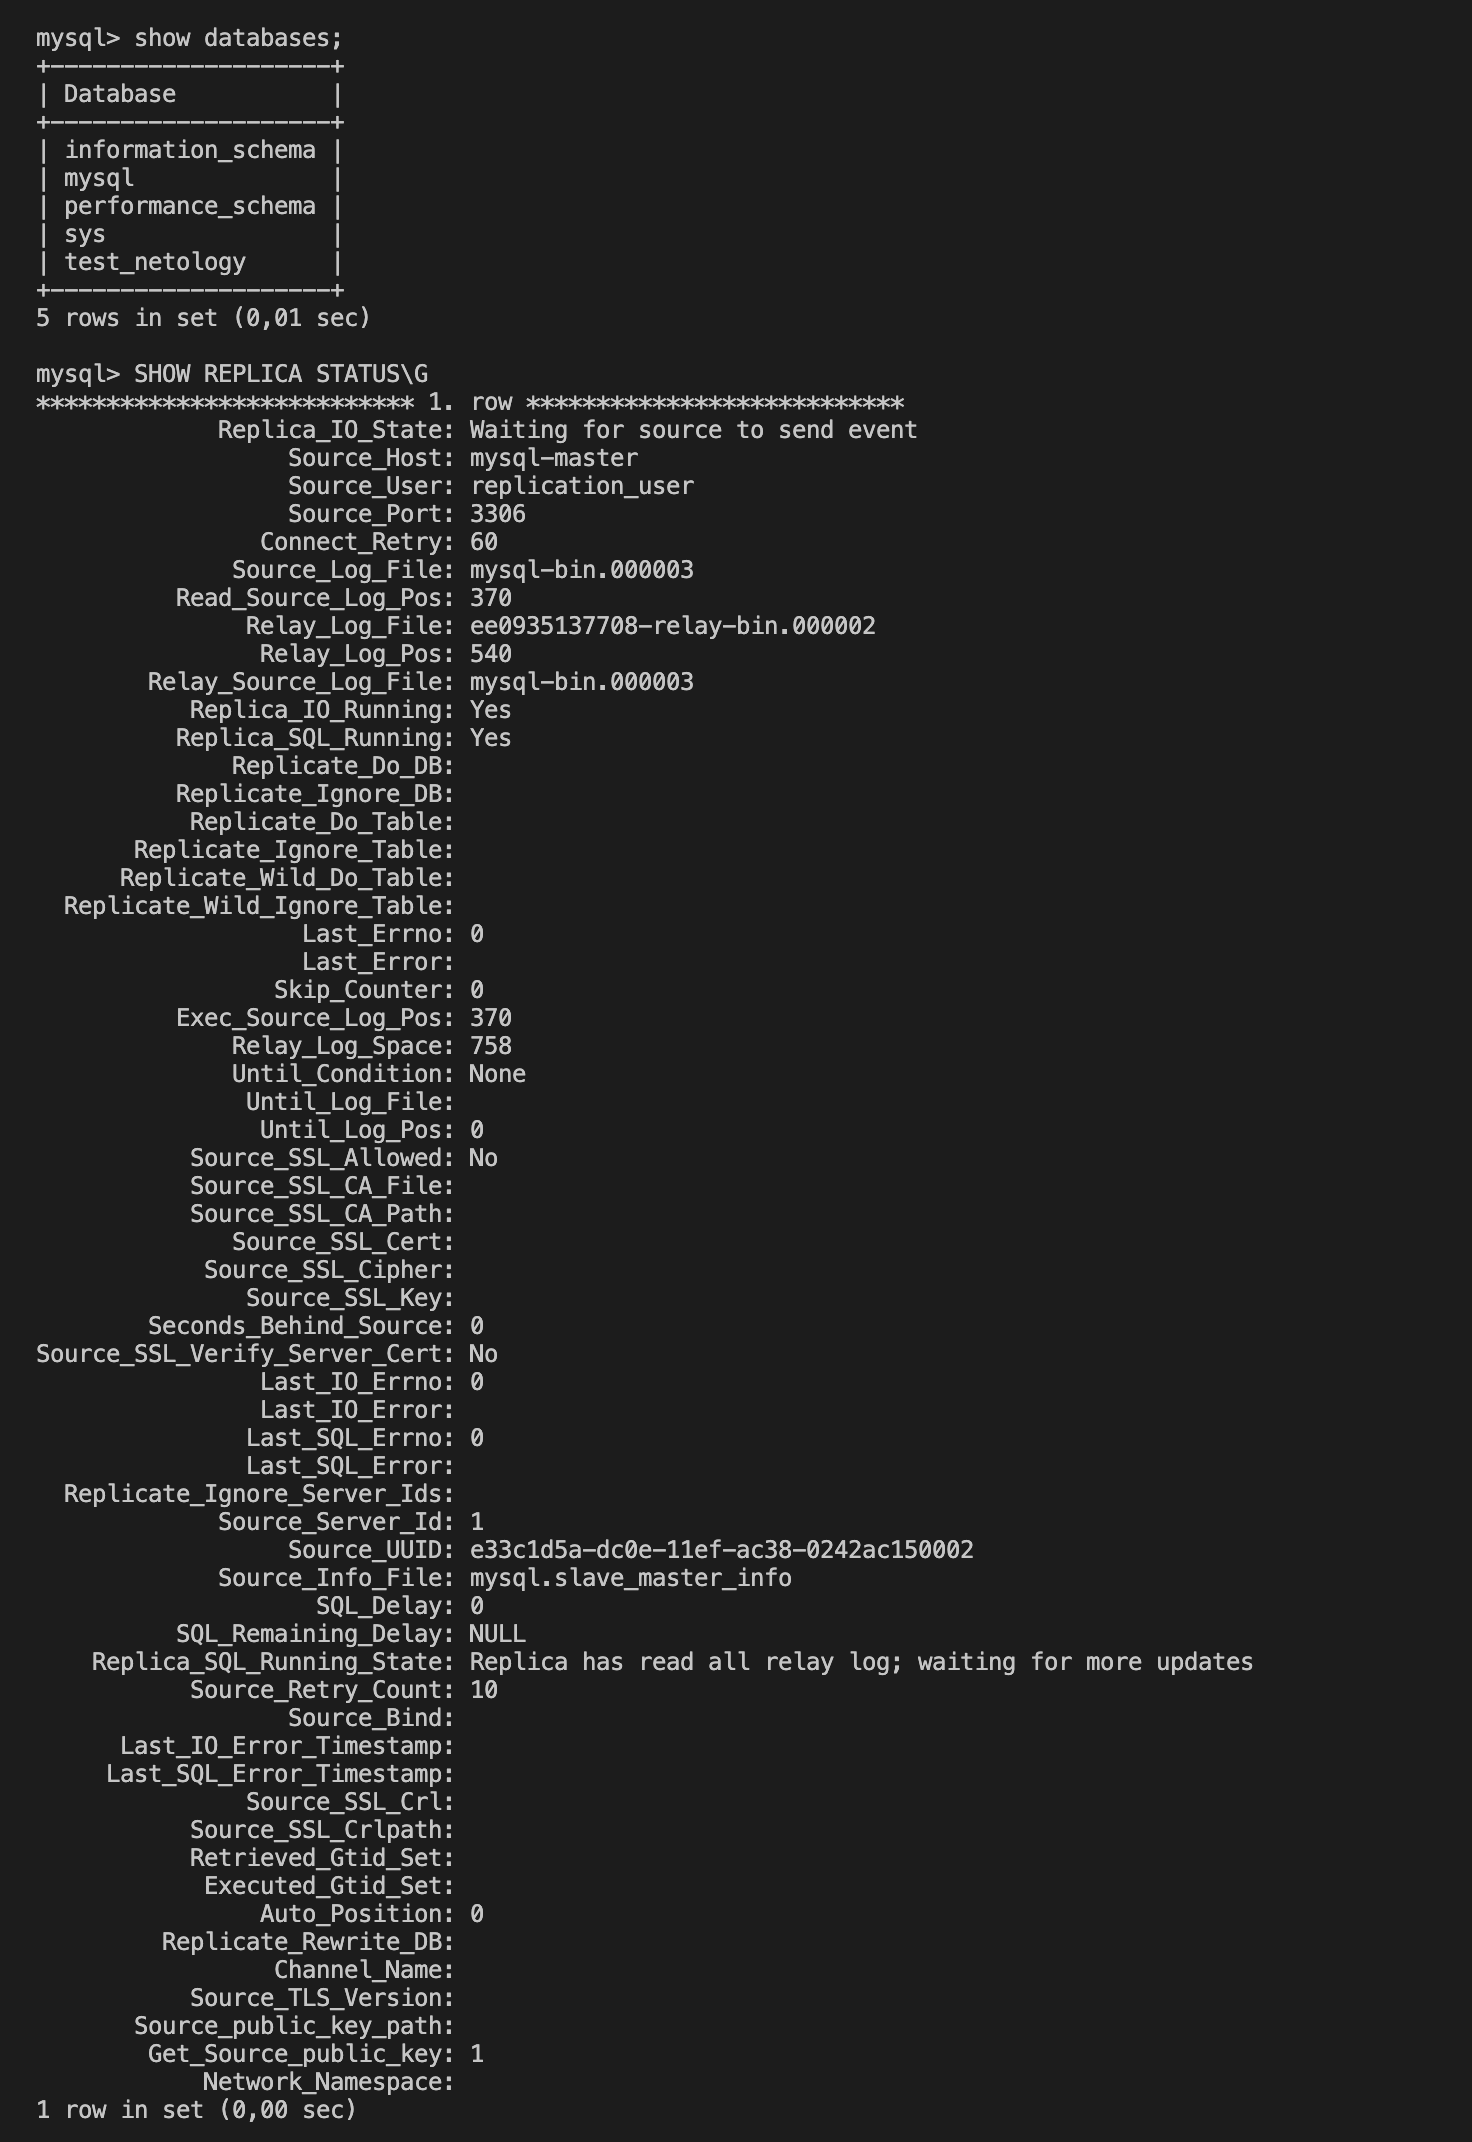 mysql> show databases;
+--------------------+
| Database           |
+--------------------+
| information_schema |
| mysql              |
| performance_schema |
| sys                |
| test_netology      |
+--------------------+
5 rows in set (0,01 sec)

mysql> SHOW REPLICA STATUS\G
*************************** 1. row ***************************
             Replica_IO_State: Waiting for source to send event
                  Source_Host: mysql-master
                  Source_User: replication_user
                  Source_Port: 3306
                Connect_Retry: 60
              Source_Log_File: mysql-bin.000003
          Read_Source_Log_Pos: 370
               Relay_Log_File: ee0935137708-relay-bin.000002
                Relay_Log_Pos: 540
        Relay_Source_Log_File: mysql-bin.000003
           Replica_IO_Running: Yes
          Replica_SQL_Running: Yes
              Replicate_Do_DB:
          Replicate_Ignore_DB:
           Replicate_Do_Table:
       Replicate_Ignore_Table:
      Replicate_Wild_Do_Table:
  Replicate_Wild_Ignore_Table:
                   Last_Errno: 0
                   Last_Error:
                 Skip_Counter: 0
          Exec_Source_Log_Pos: 370
              Relay_Log_Space: 758
              Until_Condition: None
               Until_Log_File:
                Until_Log_Pos: 0
           Source_SSL_Allowed: No
           Source_SSL_CA_File:
           Source_SSL_CA_Path:
              Source_SSL_Cert:
            Source_SSL_Cipher:
               Source_SSL_Key:
        Seconds_Behind_Source: 0
Source_SSL_Verify_Server_Cert: No
                Last_IO_Errno: 0
                Last_IO_Error:
               Last_SQL_Errno: 0
               Last_SQL_Error:
  Replicate_Ignore_Server_Ids:
             Source_Server_Id: 1
                  Source_UUID: e33c1d5a-dc0e-11ef-ac38-0242ac150002
             Source_Info_File: mysql.slave_master_info
                    SQL_Delay: 0
          SQL_Remaining_Delay: NULL
    Replica_SQL_Running_State: Replica has read all relay log; waiting for more updates
           Source_Retry_Count: 10
                  Source_Bind:
      Last_IO_Error_Timestamp:
     Last_SQL_Error_Timestamp:
               Source_SSL_Crl:
           Source_SSL_Crlpath:
           Retrieved_Gtid_Set:
            Executed_Gtid_Set:
                Auto_Position: 0
         Replicate_Rewrite_DB:
                 Channel_Name:
           Source_TLS_Version:
       Source_public_key_path:
        Get_Source_public_key: 1
            Network_Namespace:
1 row in set (0,00 sec)